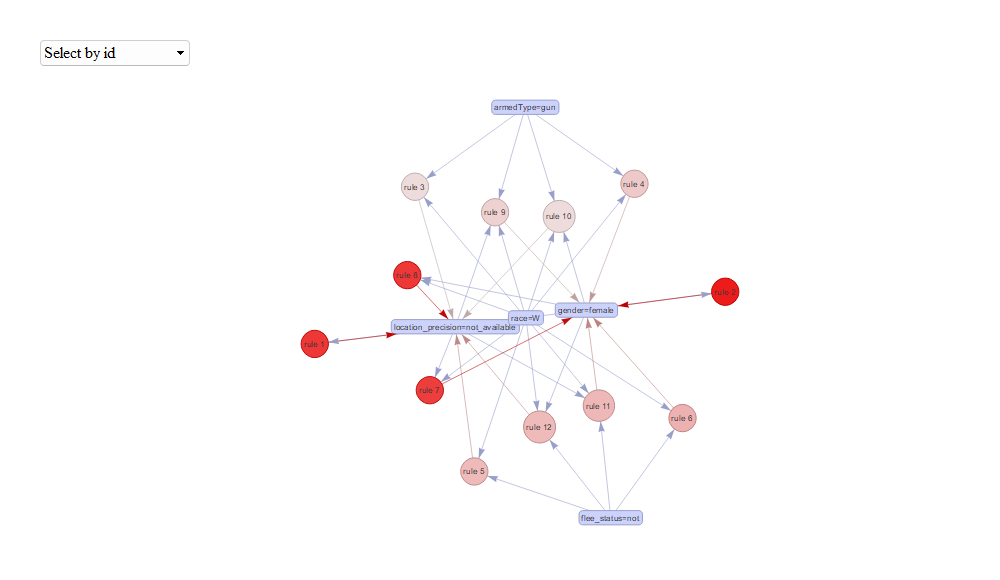 Select by id
armedType=gun
rule 3
rule 4
rule 9
rule 10
rule 8
rule 2
gender=female
race=W
location_precision=not_available
rule 1
rule 7
rule 11
rule 6
rule 12
rule 5
flee_status=not